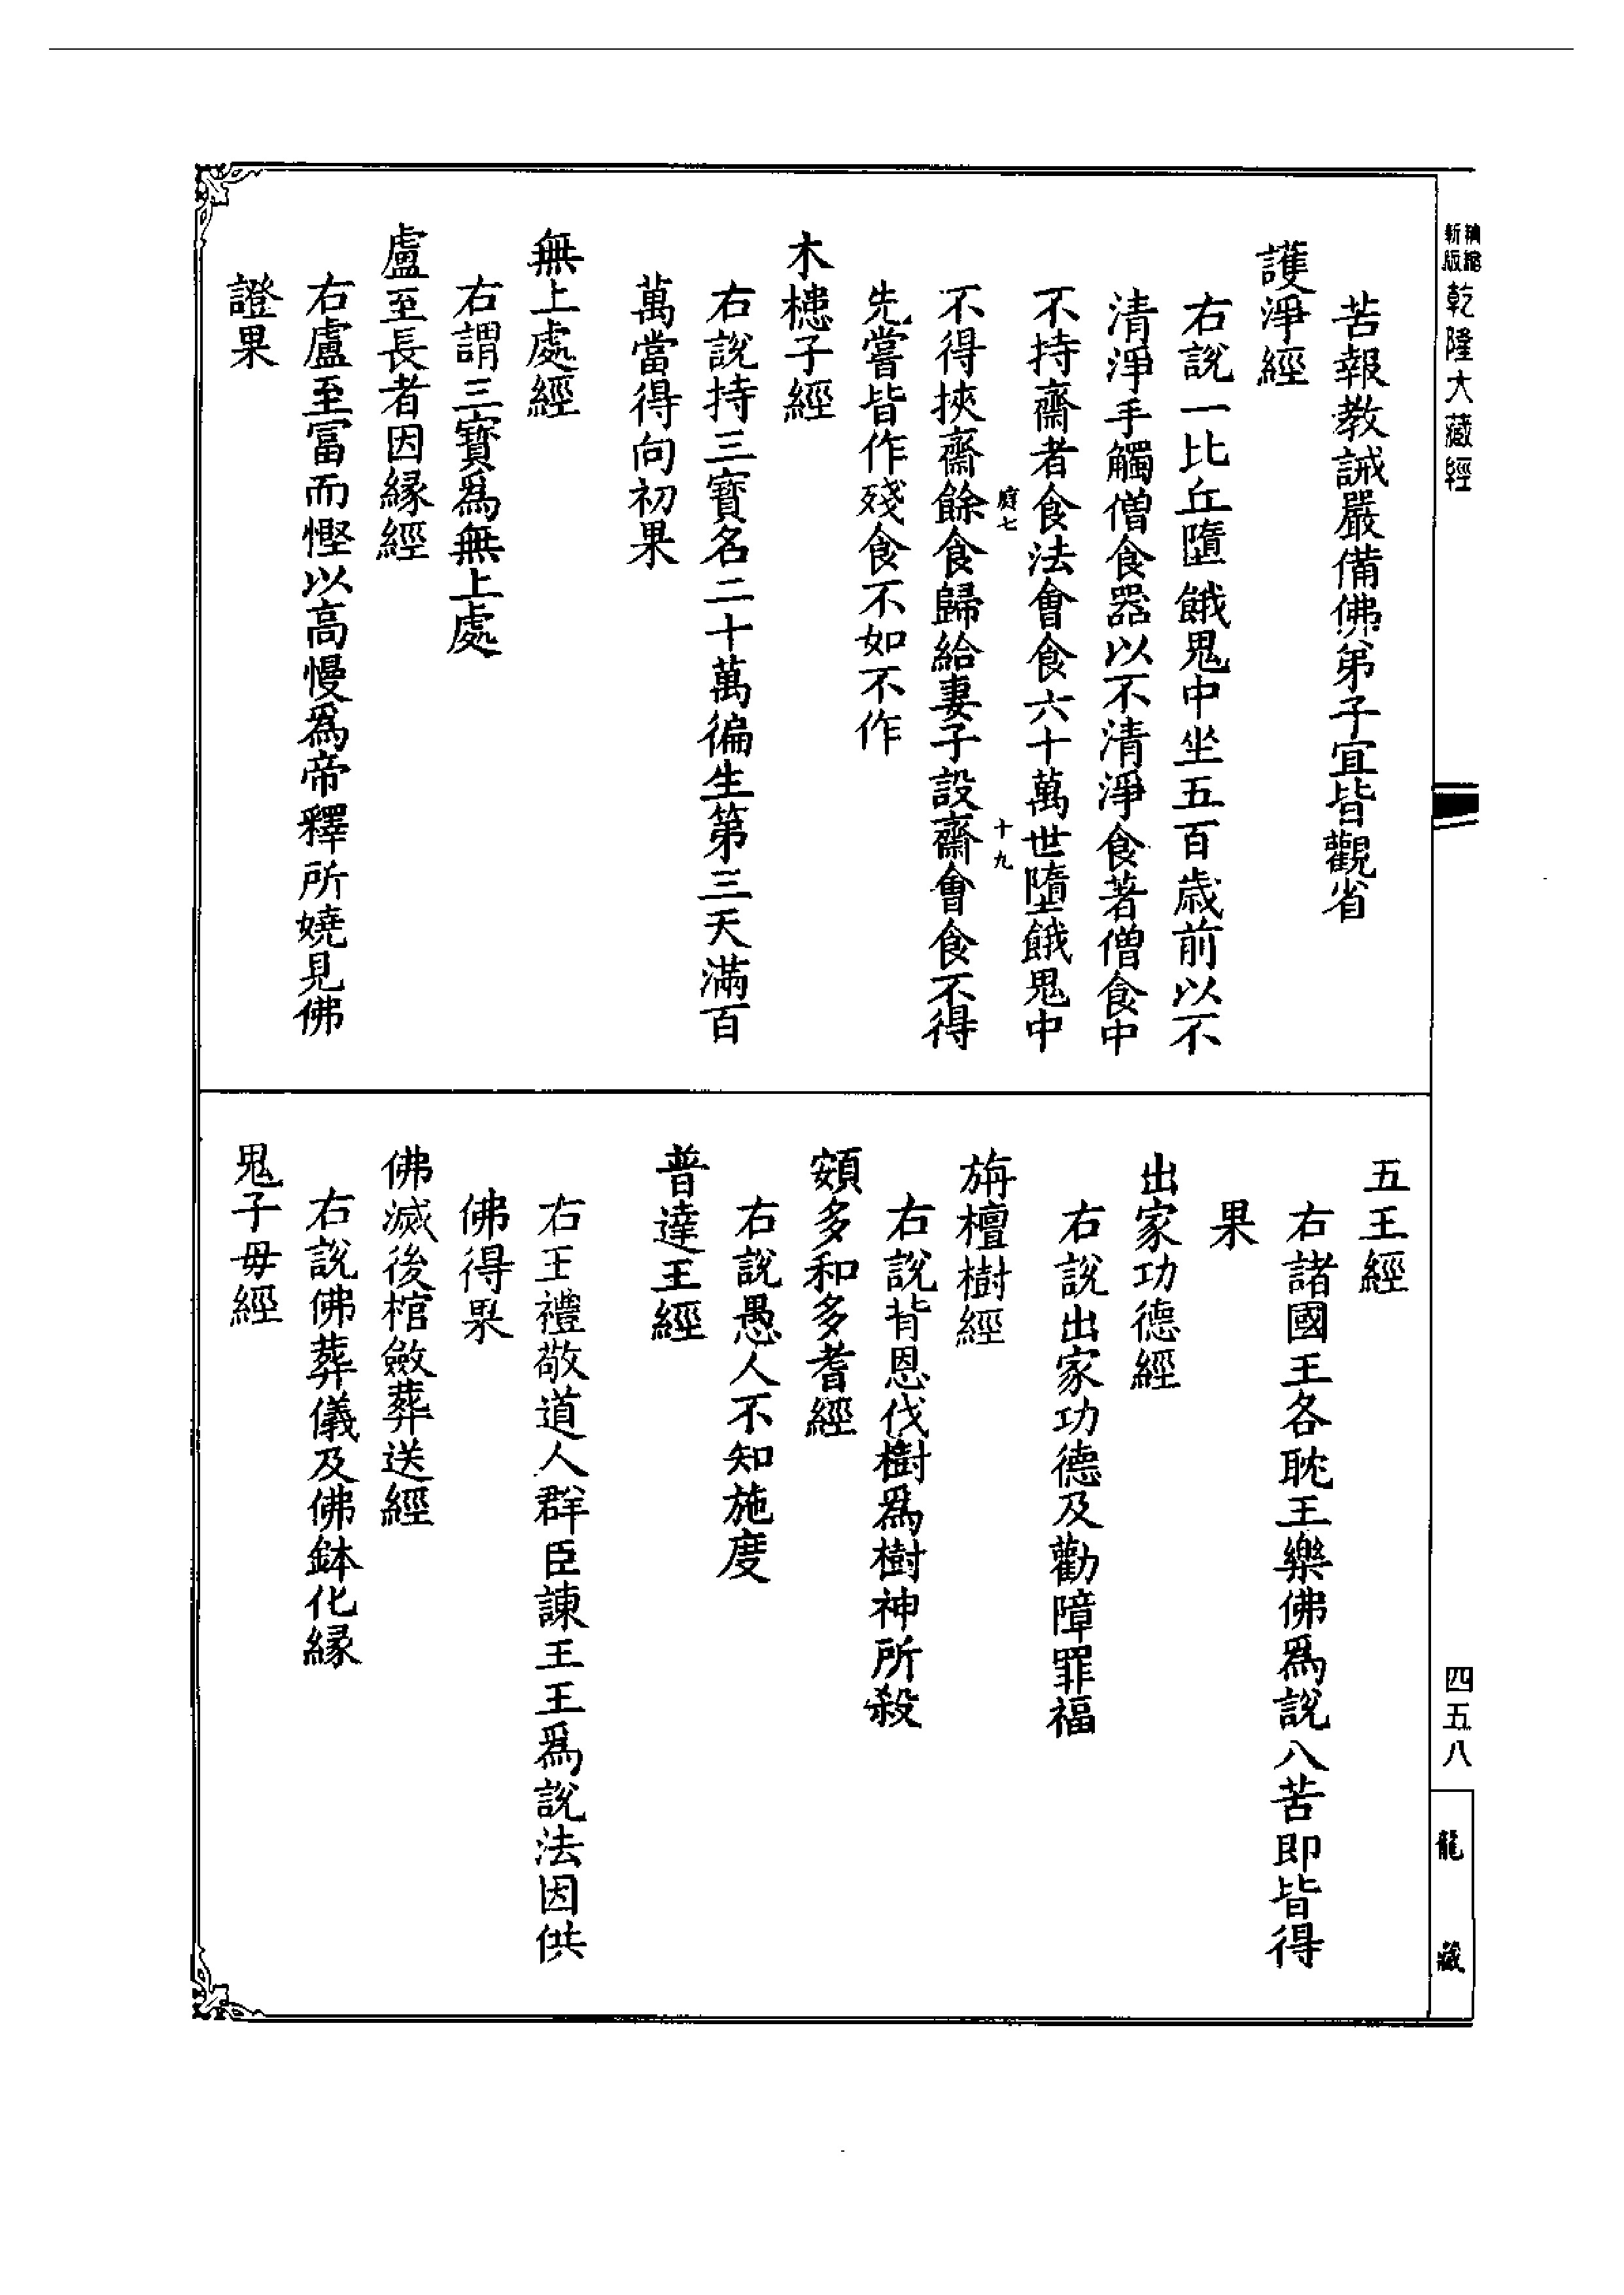 精縮
新版
乾隆大藏經
苦報教誡嚴備佛弟子宜皆觀省
護淨經
右說一比丘墮餓鬼中坐五百歲前以不
清淨手觸僧食器以不清淨食著僧食中
不持齋者食法會食六十萬世墮餓鬼中
不得挾齋餘食歸給妻子設齋會食不得
先嘗皆作殘食不如不作
木槵子經
右說持三寶名二十萬徧生第三天滿百
萬當得向初果
無上處經
右謂三寶爲無上處
盧至長者因緣經
右盧至富而慳以高慢爲帝釋所嬈見佛
證果
十九
五王經
右諸國王各耽王樂佛爲說八苦即皆得
果
出家功德經
右說出家功德及勸障罪福
旃檀樹經
右說背恩伐樹爲樹神所殺
頞多和多耆經
右說愚人不知施度
普達王經
右王禮敬道人群臣諫王王爲說法因供
佛得果
佛滅後棺斂葬送經
右說佛葬儀及佛鉢化緣
鬼子母經
四五八
龍藏